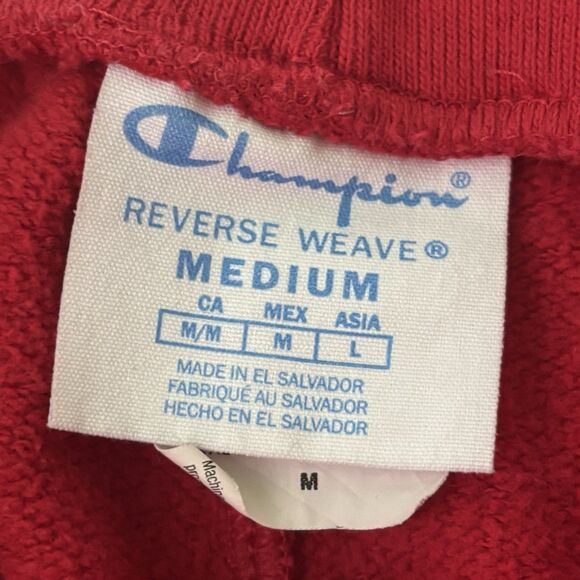 Champion®
REVERSE WEAVE®
MEDIUM
CA MEX ASIA
M/M M L
MADE IN EL SALVADOR
FABRIQUÉ AU SALVADOR
HECHO EN EL SALVADOR
M